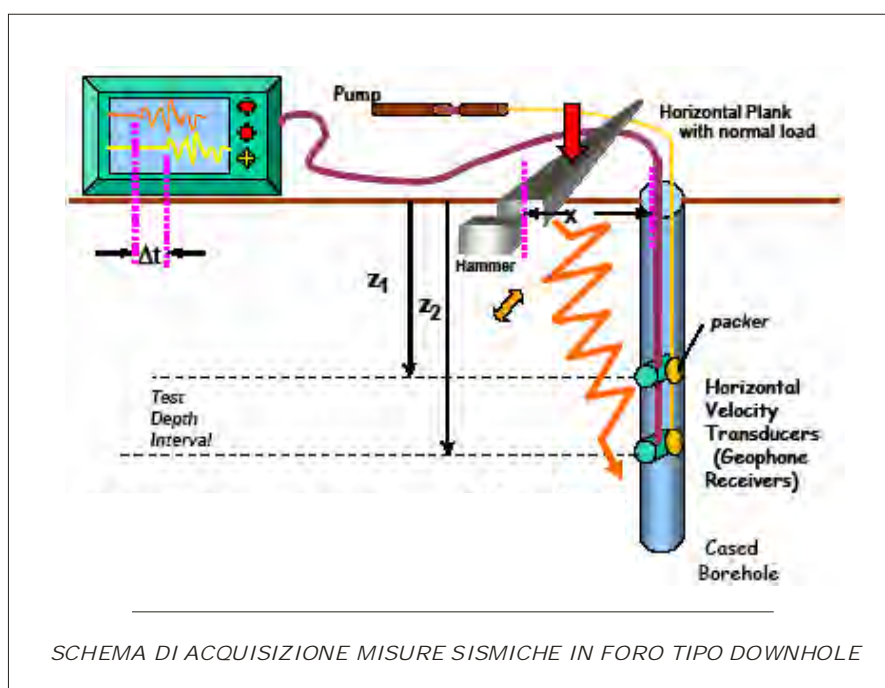 Pump
Horizontal Plank
with normal load
x
Δt
Hammer
z1
z2
packer
Test
Depth
Interval
Horizontal
Velocity
Transducers
(Geophone
Receivers)
Cased
Borehole
SCHEMA DI ACQUISIZIONE MISURE SISMICHE IN FORO TIPO DOWNHOLE